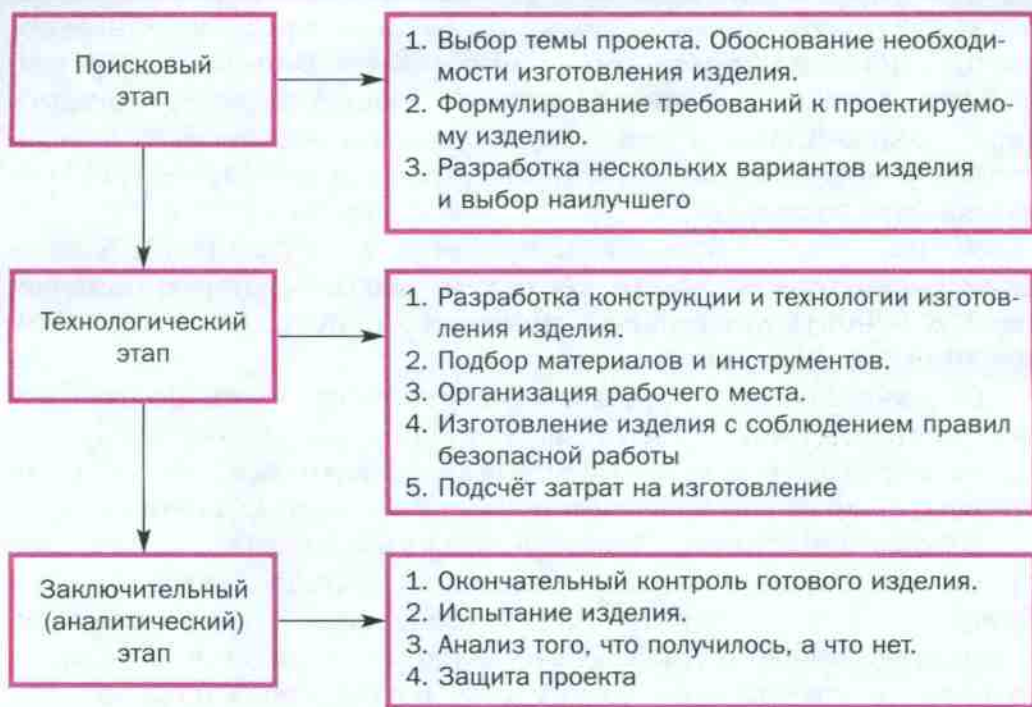 Поисковый
этап
1. Выбор темы проекта. Обоснование необходи-
мости изготовления изделия.
2. Формулирование требований к проектируемо-
му изделию.
3. Разработка нескольких вариантов изделия
и выбор наилучшего
Технологический
этап
1. Разработка конструкции и технологии изготов-
ления изделия.
2. Подбор материалов и инструментов.
3. Организация рабочего места.
4. Изготовление изделия с соблюдением правил
безопасной работы
5. Подсчёт затрат на изготовление
Заключительный
(аналитический)
этап
1. Окончательный контроль готового изделия.
2. Испытание изделия.
3. Анализ того, что получилось, а что нет.
4. Защита проекта